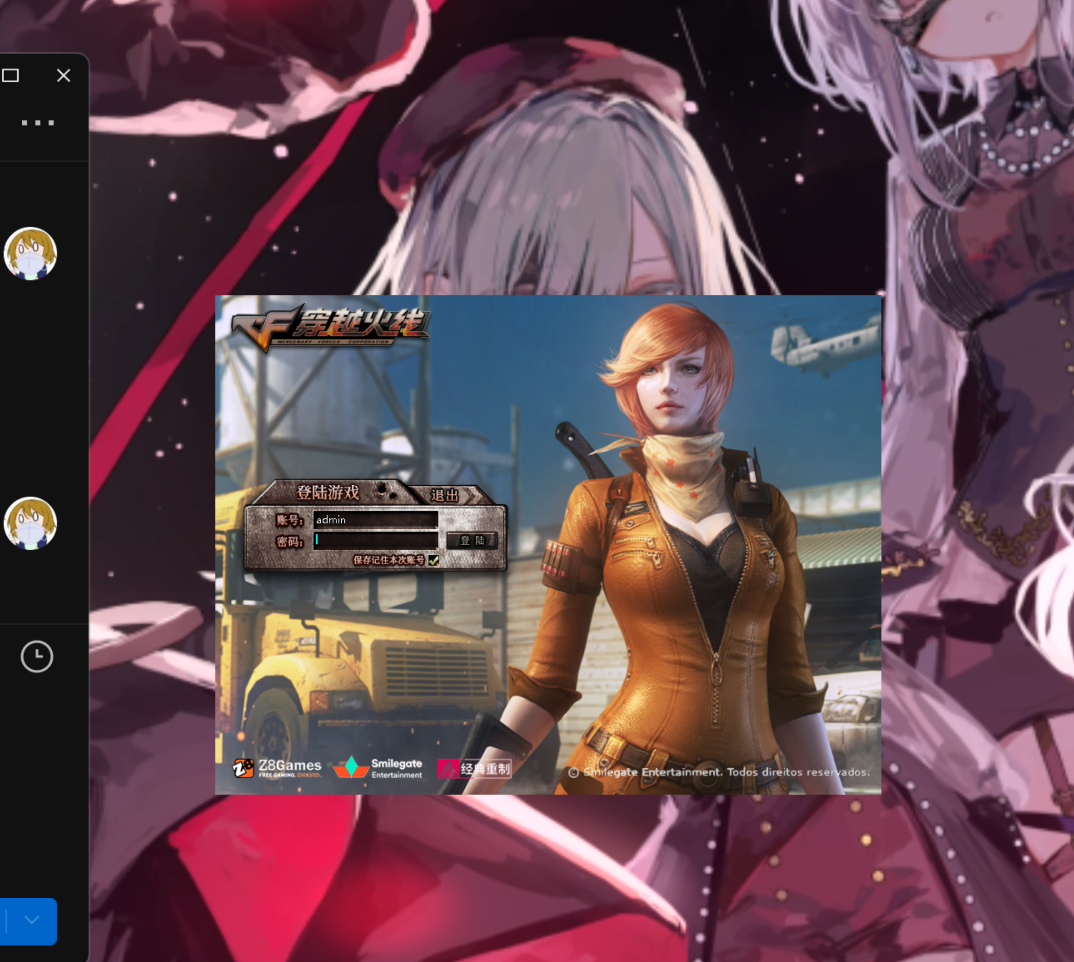 CF 穿越火线
MERCENARY FORCES CORPORATION
登陆游戏
退出
账号：
admin
密码：
登 陆
保存记住本次账号
Z8Games
FREE GAMING. EVOLVED.
Smilegate
Entertainment
经典重制
© Smilegate Entertainment. Todos direitos reservados.